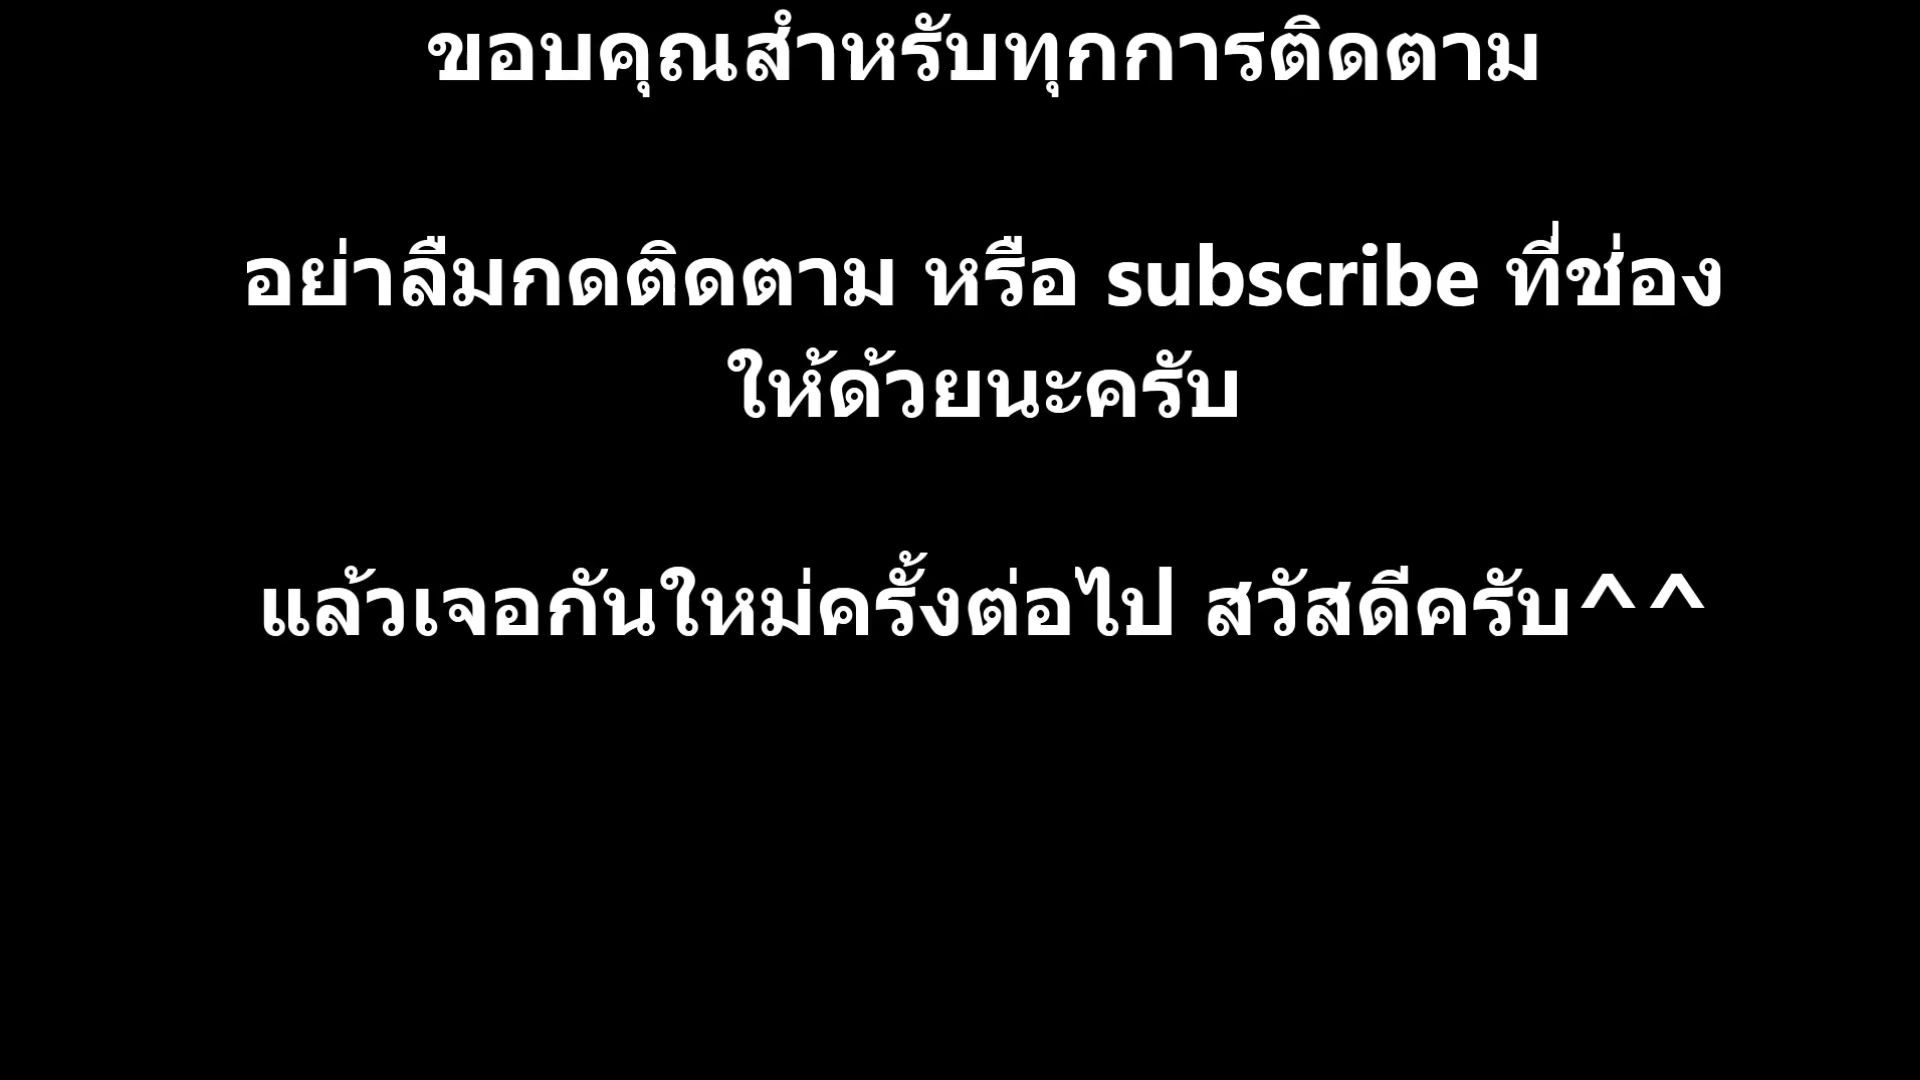 ขอบคุณสำหรับทุกการติดตาม
อย่าลืมกดติดตาม หรือ subscribe ที่ช่อง
ให้ด้วยนะครับ
แล้วเจอกันใหม่ครั้งต่อไป สวัสดีครับ^^